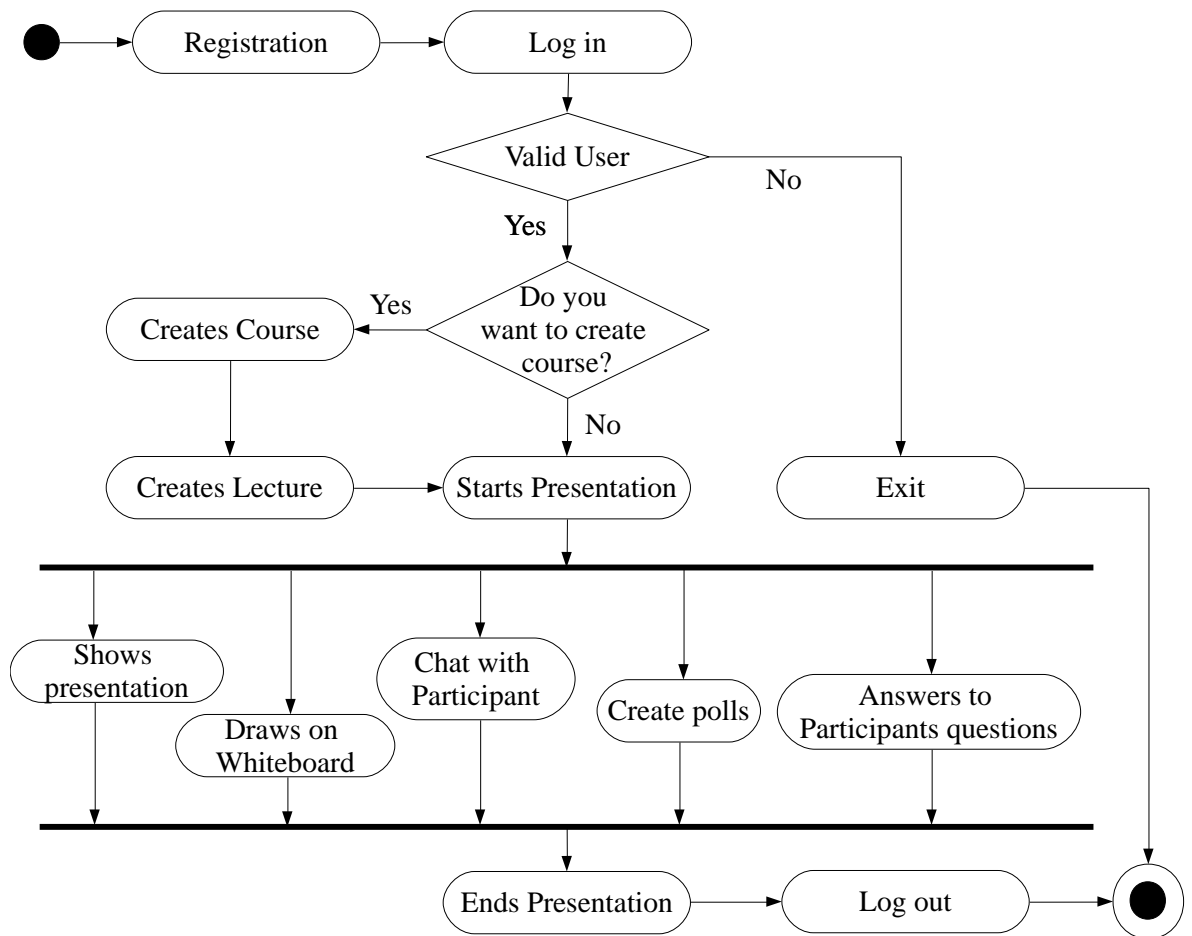 Registration
Log in
Valid User
No
Yes
Do you
want to create
course?
Yes
Creates Course
No
Creates Lecture
Starts Presentation
Exit
Shows
presentation
Draws on
Whiteboard
Chat with
Participant
Create polls
Answers to
Participants questions
Ends Presentation
Log out